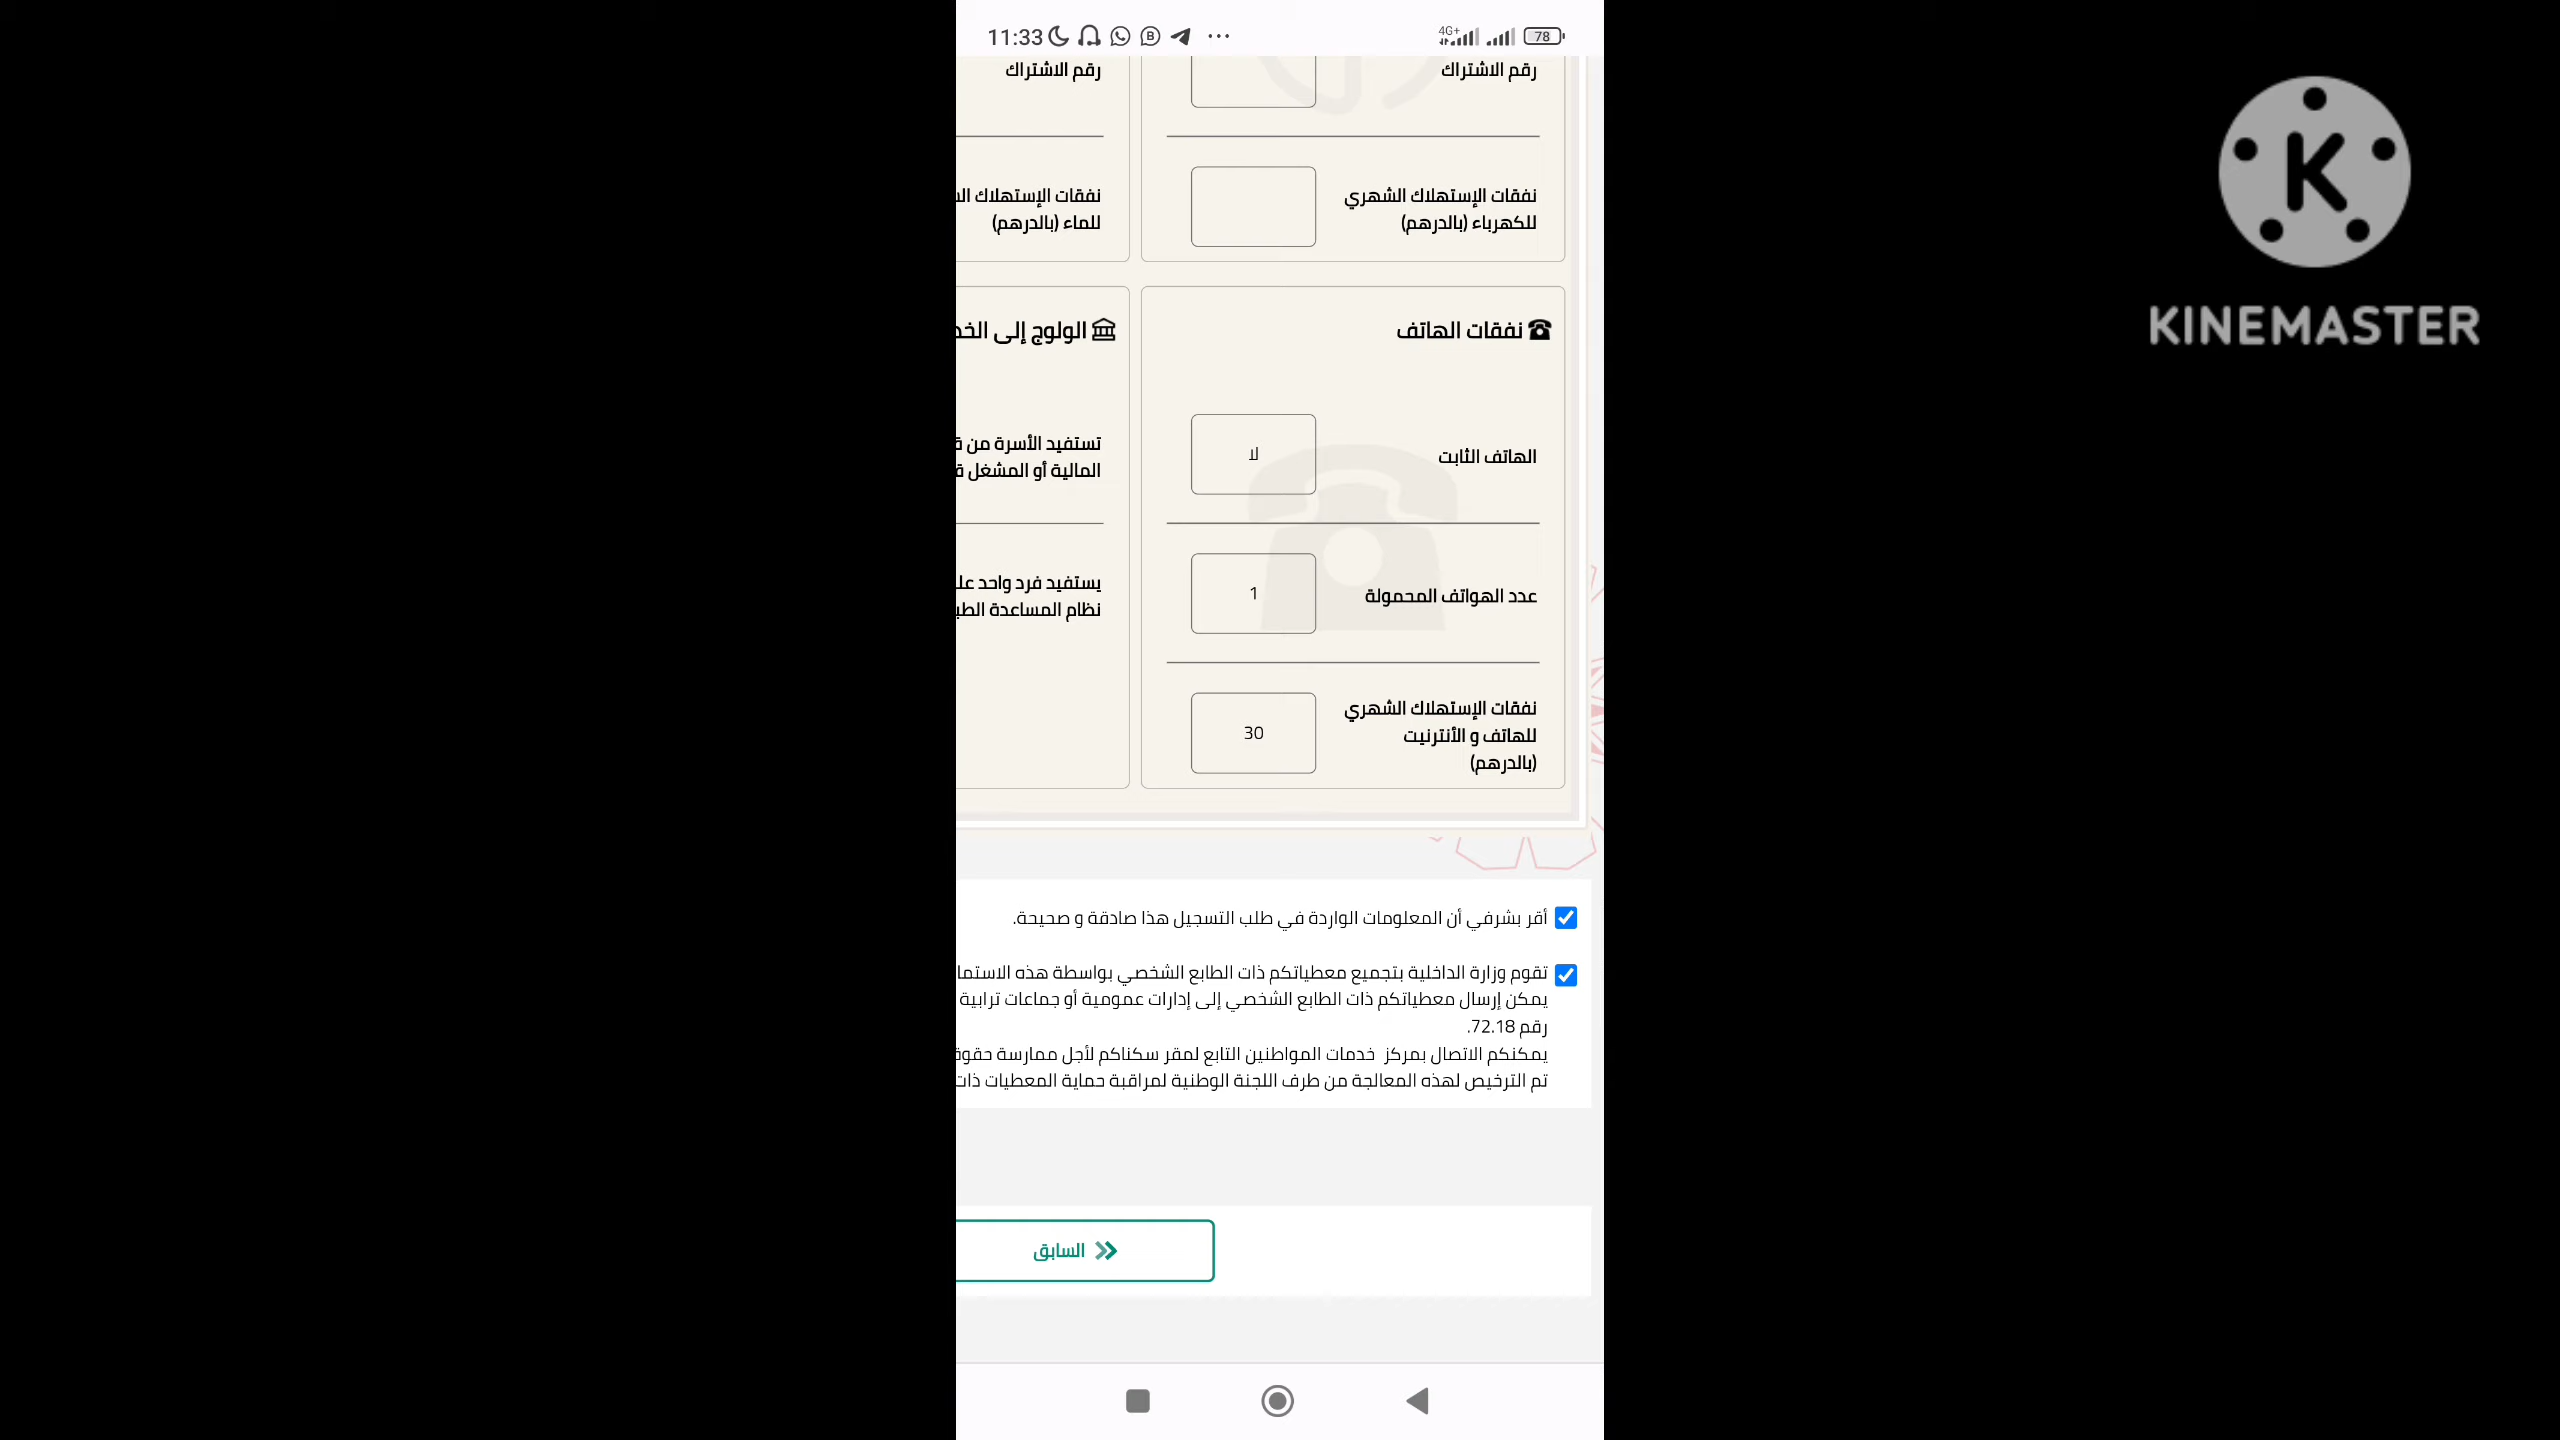 11:33
4G+
78
رقم الاشتراك
رقم الاشتراك
نفقات الإستهلاك الشهري
للكهرباء (بالدرهم)
نفقات الإستهلاك
للماء (بالدرهم)
نفقات الهاتف
الهاتف الثابت
لا
عدد الهواتف المحمولة
1
نفقات الإستهلاك الشهري
للهاتف و الأنترنيت
(بالدرهم)
30
الولوج إلى
تستفيد الأسرة من
المالية أو المشغل
يستفيد فرد واحد
نظام المساعدة
أقر بشرفي أن المعلومات الواردة في طلب التسجيل هذا صادقة و صحيحة.
تقوم وزارة الداخلية بتجميع معطياتكم ذات الطابع الشخصي بواسطة هذه
يمكن إرسال معطياتكم ذات الطابع الشخصي إلى إدارات عمومية أو جماعات ترابية
رقم 72.18.
يمكنكم الاتصال بمركز خدمات المواطنين التابع لمقر سكناكم لأجل ممارسة
تم الترخيص لهذه المعالجة من طرف اللجنة الوطنية لمراقبة حماية المعطيات ذات
السابق
KINEMASTER